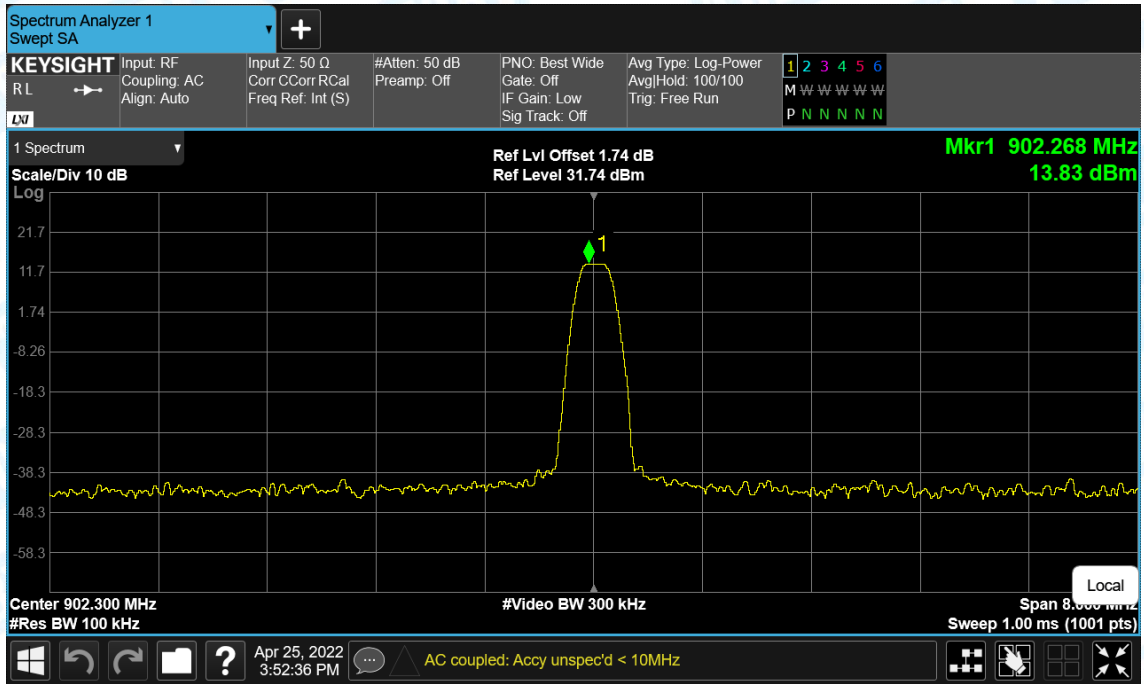 Spectrum Analyzer 1
Swept SA
KEYSIGHT
RL
LXI
Input: RF
Coupling: AC
Align: Auto
Input Z: 50 Ω
Corr CCorr RCal
Freq Ref: Int (S)
#Atten: 50 dB
Preamp: Off
PNO: Best Wide
Gate: Off
IF Gain: Low
Sig Track: Off
Avg Type: Log-Power
Avg|Hold: 100/100
Trig: Free Run
1 2 3 4 5 6
M W W W W W
P N N N N N
1 Spectrum
Scale/Div 10 dB
Log
Ref Lvl Offset 1.74 dB
Ref Level 31.74 dBm
Mkr1 902.268 MHz
13.83 dBm
1
21.7
11.7
1.74
-8.26
-18.3
-28.3
-38.3
-48.3
-58.3
Local
Center 902.300 MHz
#Res BW 100 kHz
#Video BW 300 kHz
Span 8.000 MHz
Sweep 1.00 ms (1001 pts)
?
Apr 25, 2022
3:52:36 PM
AC coupled: Accy unspec'd < 10MHz